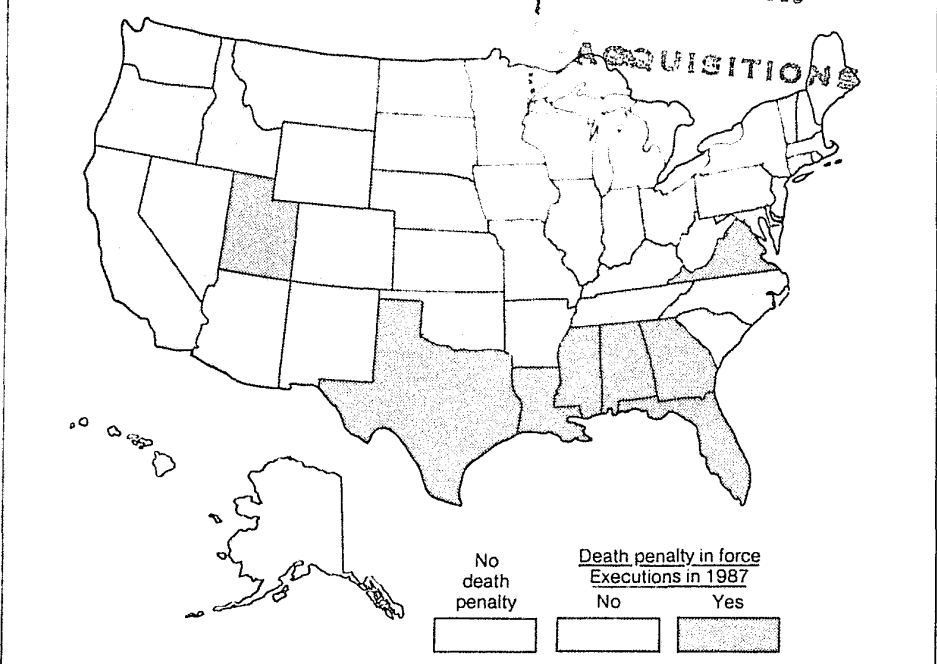 ACQUISITIONS
No
death
penalty
Death penalty in force
Executions in 1987
No
Yes